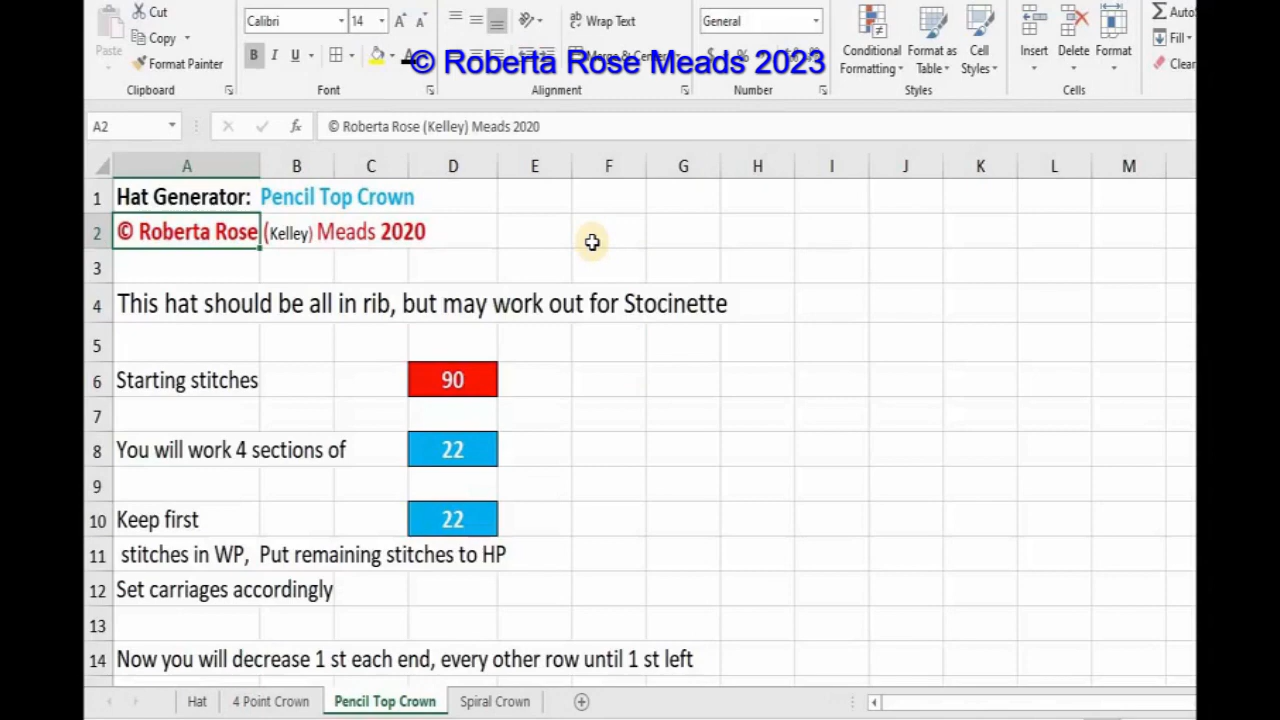 Cut
Calibri
14
A
A
Wrap Text
General
Auto
Paste
Copy
Fill
Format Painter
B
I
U
A
$
%
Conditional Formatting
Format as Table
Cell Styles
Insert
Delete
Format
Clear
© Roberta Rose Meads 2023
Clipboard
Font
Alignment
Number
Styles
Cells
A2
fx
© Roberta Rose (Kelley) Meads 2020
A B C D E F G H I J K L M
1 Hat Generator: Pencil Top Crown
2 © Roberta Rose (Kelley) Meads 2020
3
4 This hat should be all in rib, but may work out for Stocinette
5
6 Starting stitches 90
7
8 You will work 4 sections of 22
9
10 Keep first 22
11 stitches in WP, Put remaining stitches to HP
12 Set carriages accordingly
13
14 Now you will decrease 1 st each end, every other row until 1 st left
Hat 4 Point Crown Pencil Top Crown Spiral Crown